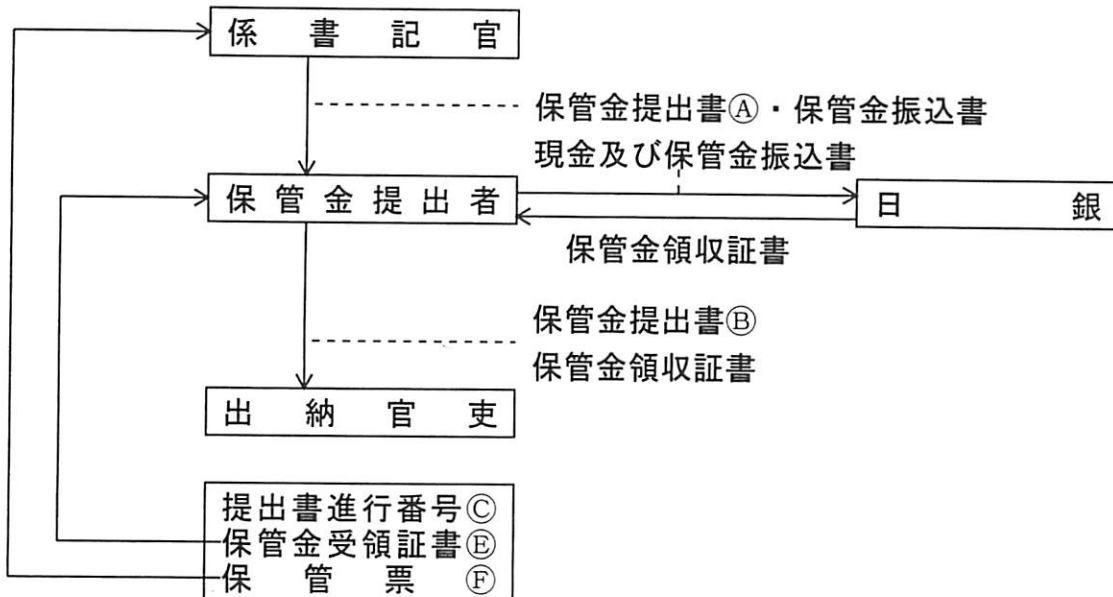 係書記官
保管金提出書Ⓐ・保管金振込書
現金及び保管金振込書
保管金提出者
日銀
保管金領収証書
保管金提出書Ⓑ
保管金領収証書
出納官吏
提出書進行番号Ⓒ
保管金受領証書Ⓔ
保管票Ⓕ